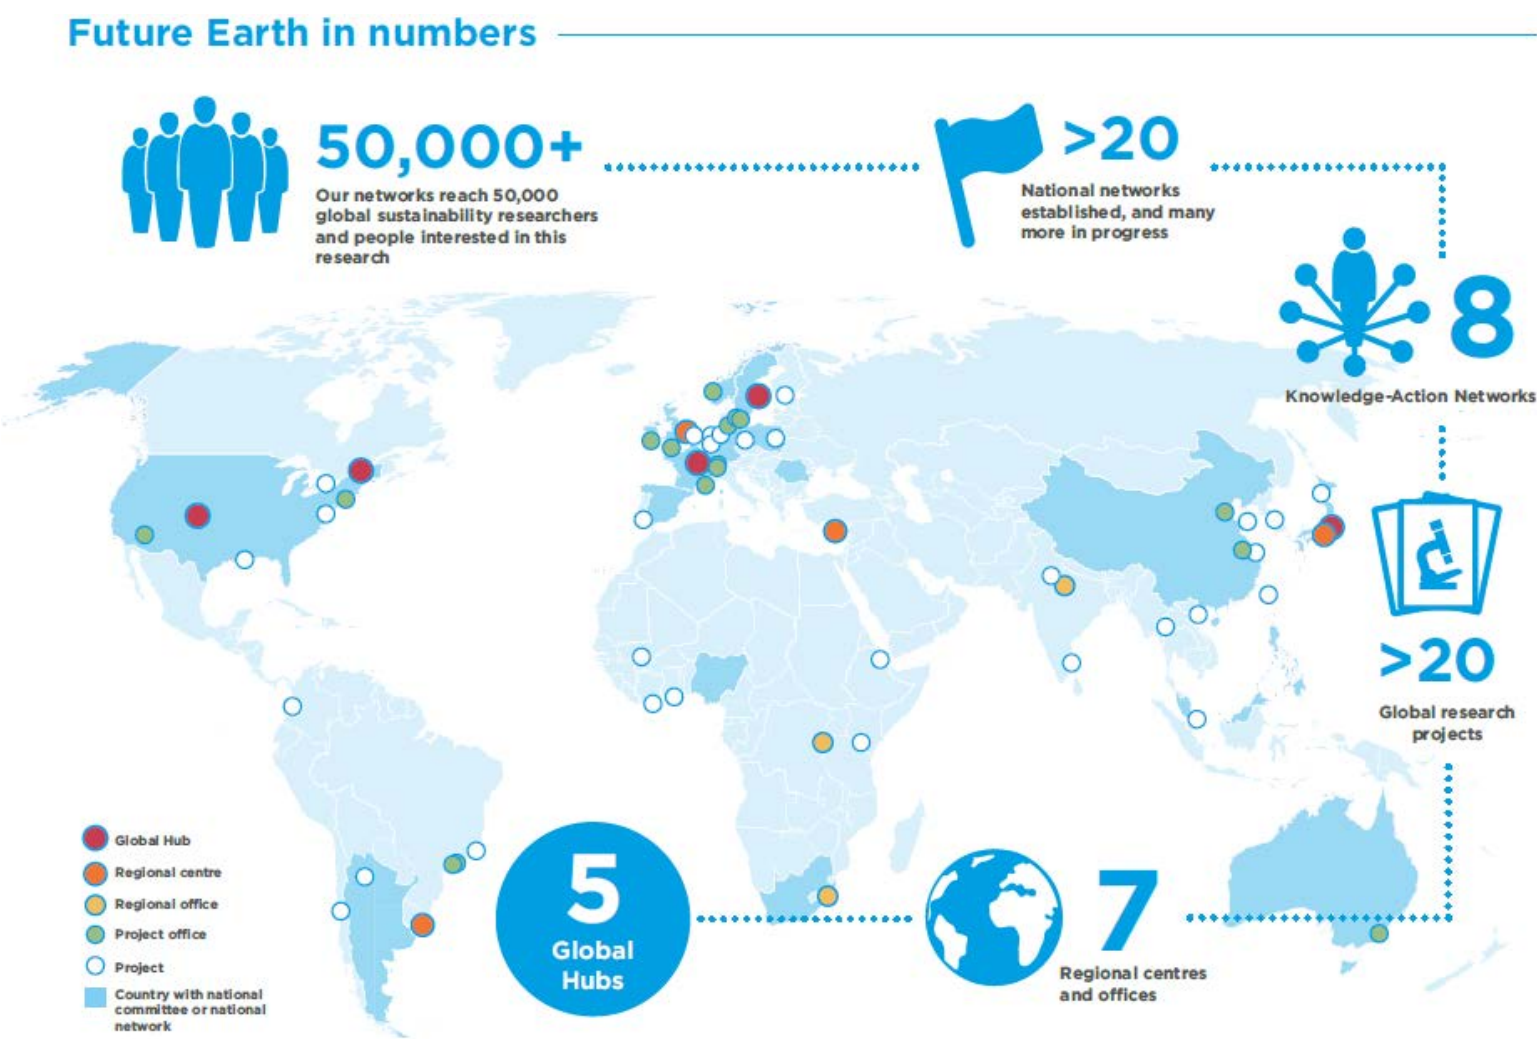 Future Earth in numbers
50,000+
Our networks reach 50,000
global sustainability researchers
and people interested in this
research
>20
National networks
established, and many
more in progress
8
Knowledge-Action Networks
>20
Global research
projects
Global Hub
Regional centre
Regional office
Project office
Project
Country with national
committee or national
network
5
Global
Hubs
7
Regional centres
and offices